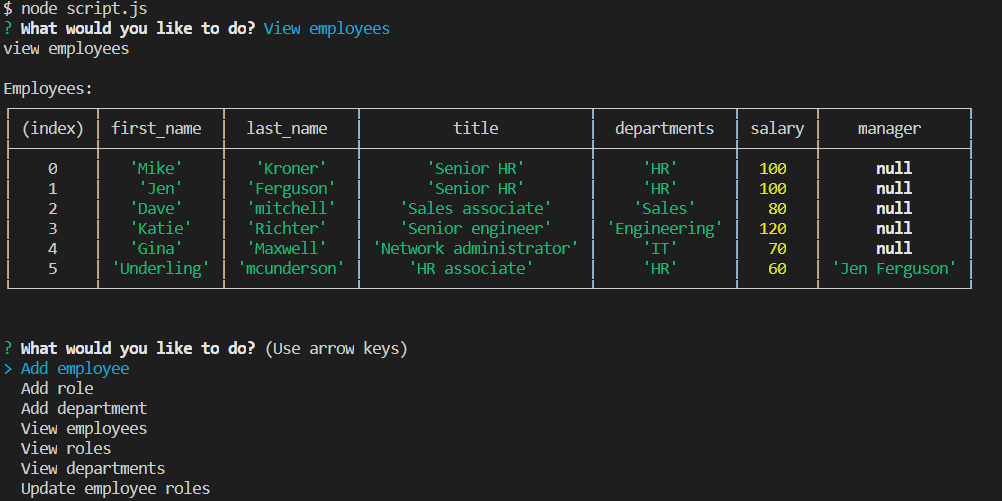 $ node script.js
? What would you like to do? View employees
view employees
Employees:
(index) first_name last_name title departments salary manager
0 'Mike' 'Kroner' 'Senior HR' 'HR' 100 null
1 'Jen' 'Ferguson' 'Senior HR' 'HR' 100 null
2 'Dave' 'mitchell' 'Sales associate' 'Sales' 80 null
3 'Katie' 'Richter' 'Senior engineer' 'Engineering' 120 null
4 'Gina' 'Maxwell' 'Network administrator' 'IT' 70 null
5 'Underling' 'mcunderson' 'HR associate' 'HR' 60 'Jen Ferguson'
? What would you like to do? (Use arrow keys)
> Add employee
Add role
Add department
View employees
View roles
View departments
Update employee roles